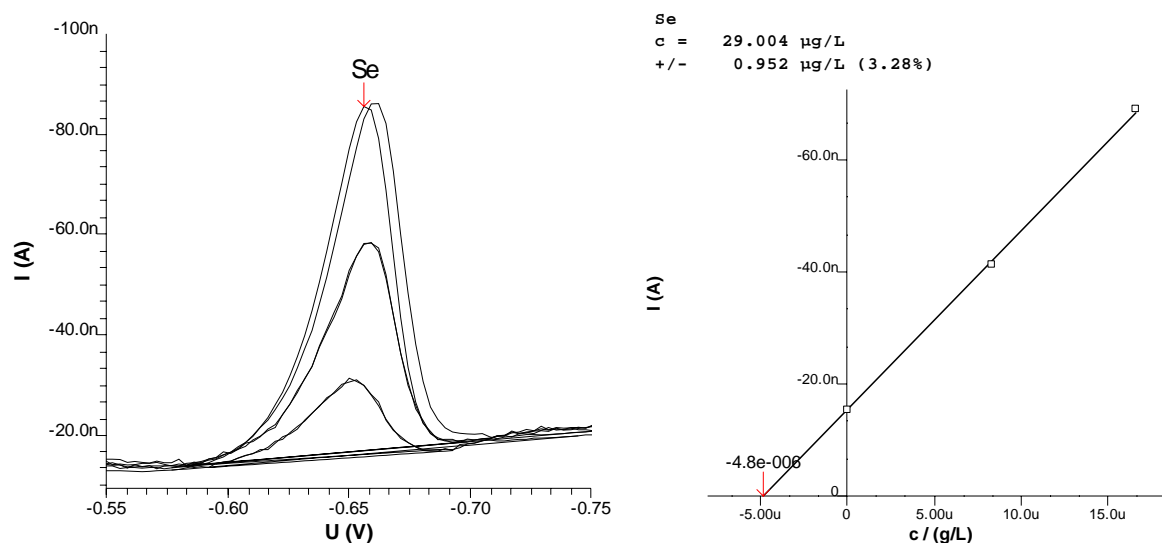 -100n
-80.0n
-60.0n
-40.0n
-20.0n
I (A)
Se
-0.55
-0.60
-0.65
-0.70
-0.75
U (V)
Se
c = 29.004 µg/L
+/- 0.952 µg/L (3.28%)
-60.0n
-40.0n
-20.0n
0
I (A)
-4.8e-006
-5.00u
0
5.00u
10.0u
15.0u
c / (g/L)